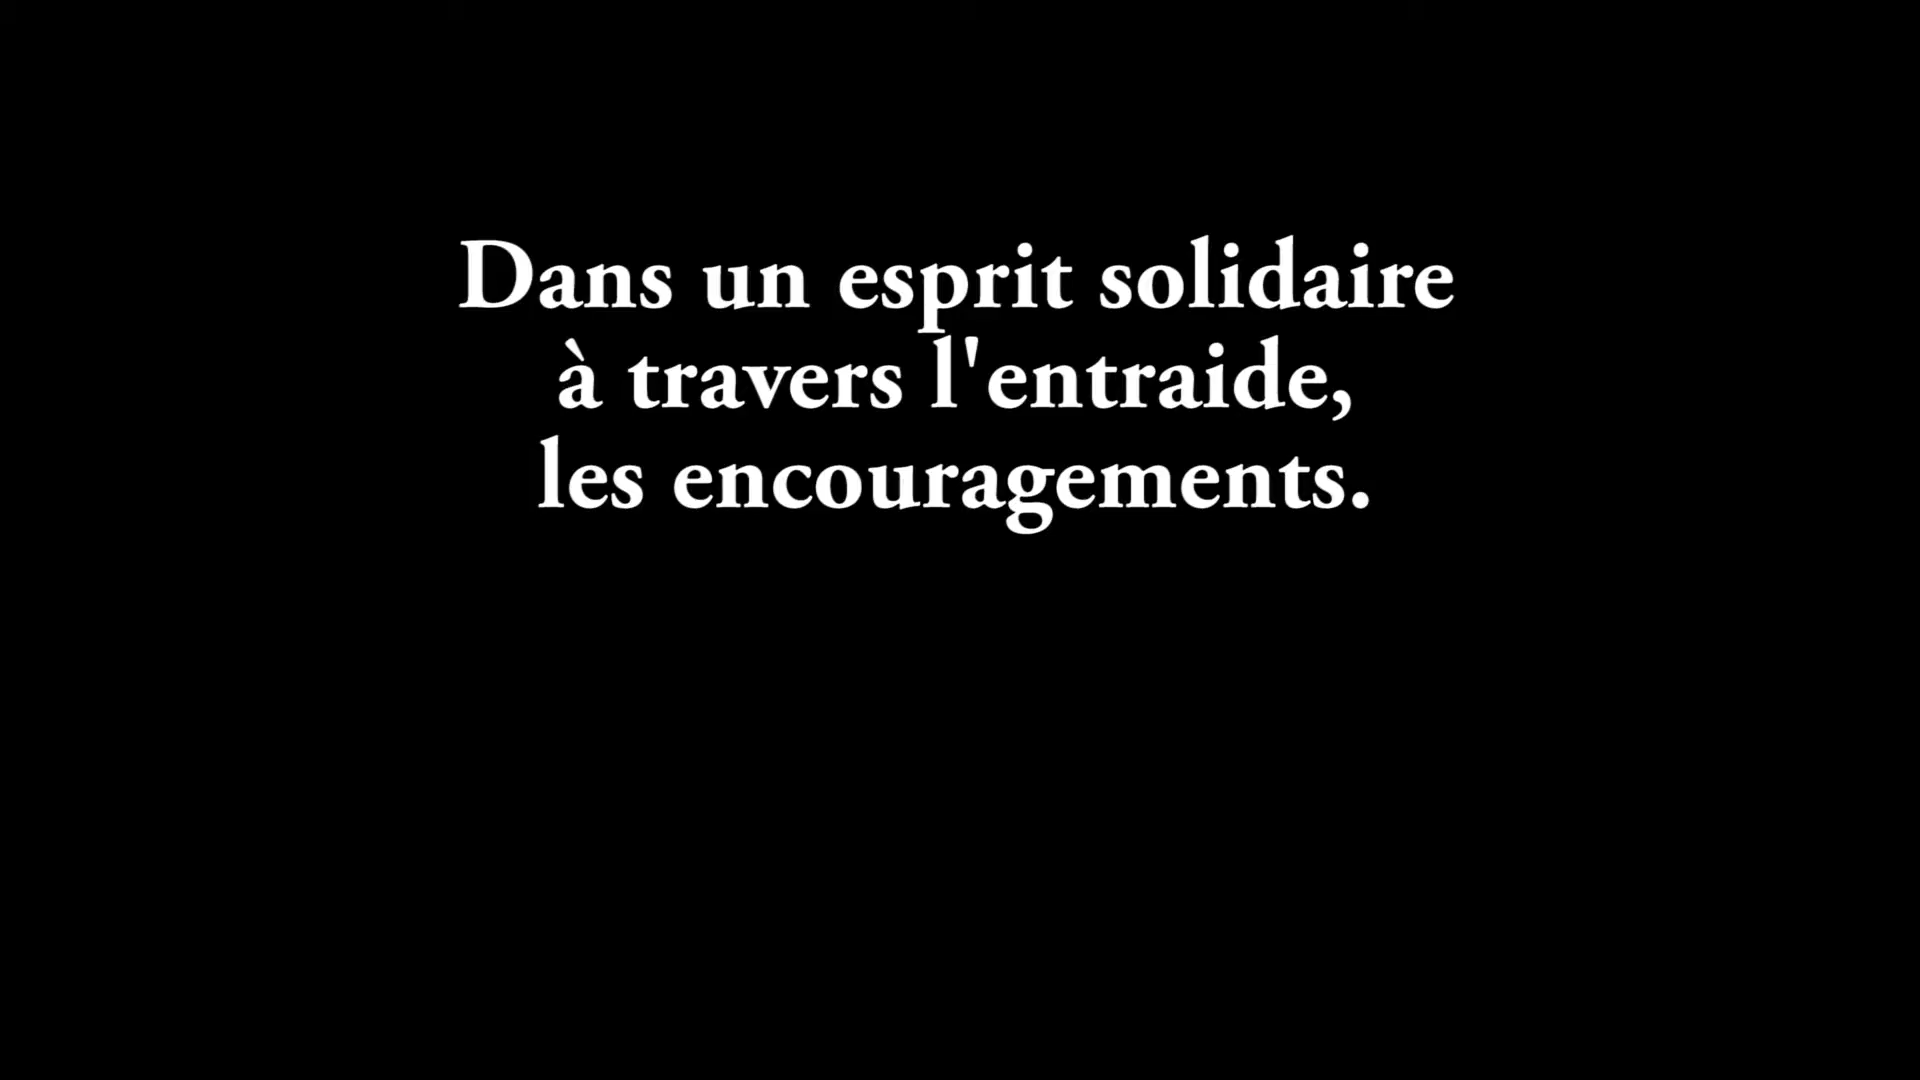 Dans un esprit solidaire
à travers l'entraide,
les encouragements.